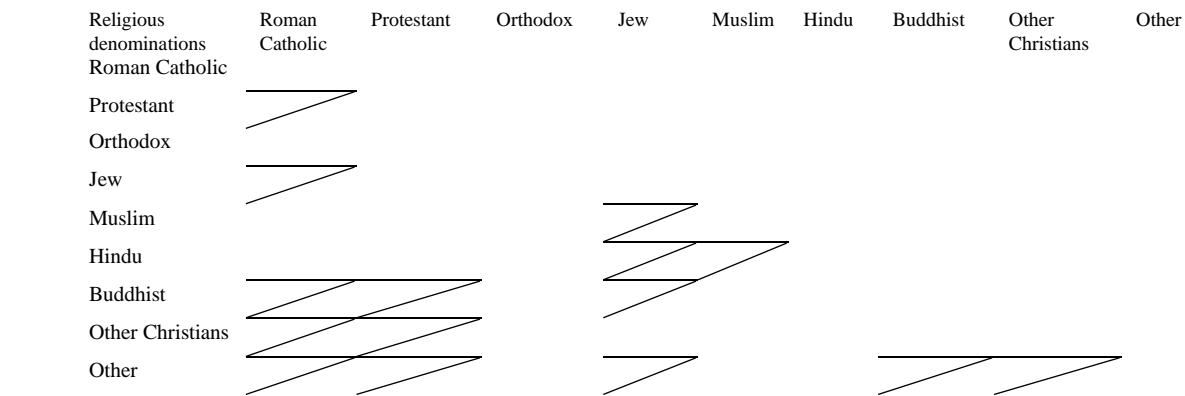 Religious Roman Protestant Orthodox Jew Muslim Hindu Buddhist Other Other
denominations Catholic Christians
Roman Catholic
Protestant
Orthodox
Jew
Muslim
Hindu
Buddhist
Other Christians
Other